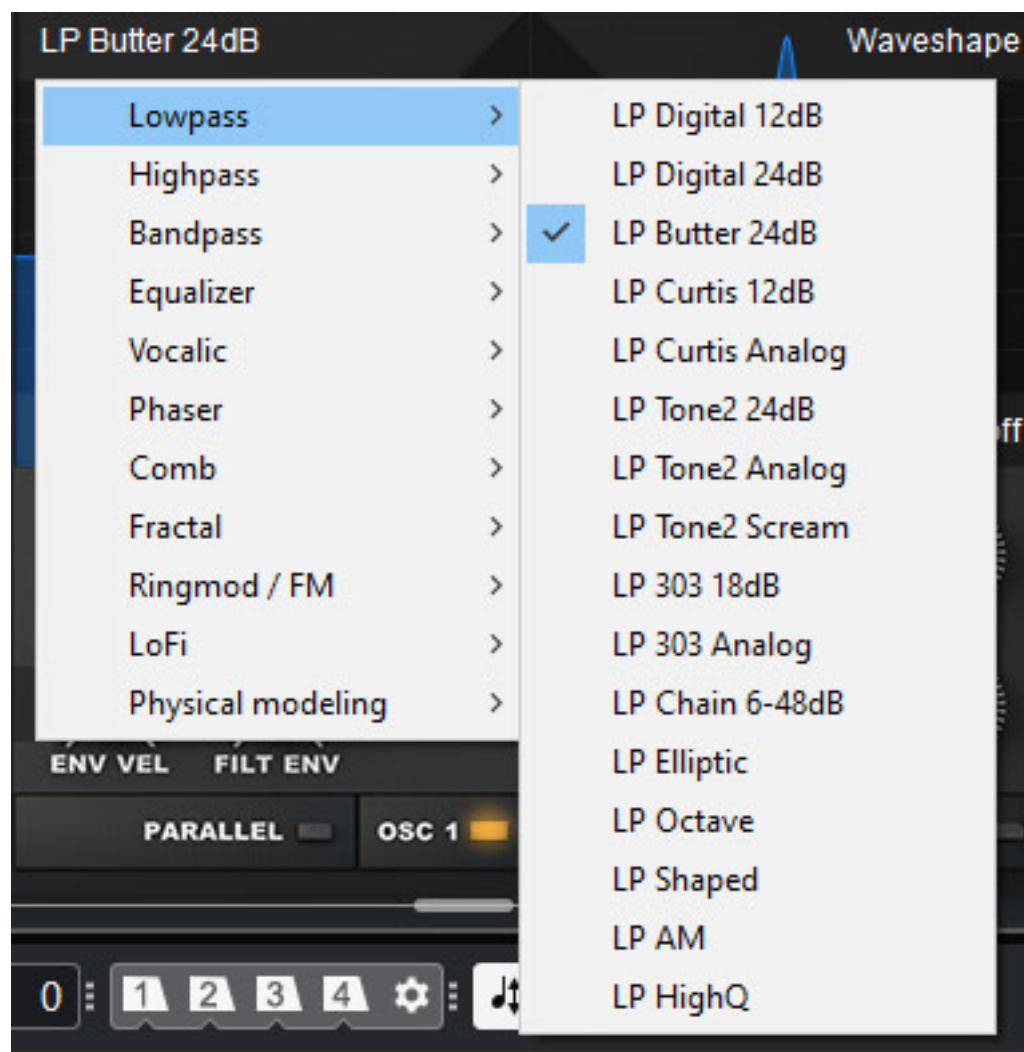 LP Butter 24dB
Waveshape
Lowpass
Highpass
Bandpass
Equalizer
Vocalic
Phaser
Comb
Fractal
Ringmod / FM
LoFi
Physical modeling
LP Digital 12dB
LP Digital 24dB
LP Butter 24dB
LP Curtis 12dB
LP Curtis Analog
LP Tone2 24dB
LP Tone2 Analog
LP Tone2 Scream
LP 303 18dB
LP 303 Analog
LP Chain 6-48dB
LP Elliptic
LP Octave
LP Shaped
LP AM
LP HighQ
ENV VEL FILT ENV
PARALLEL OSC 1
0 1 2 3 4